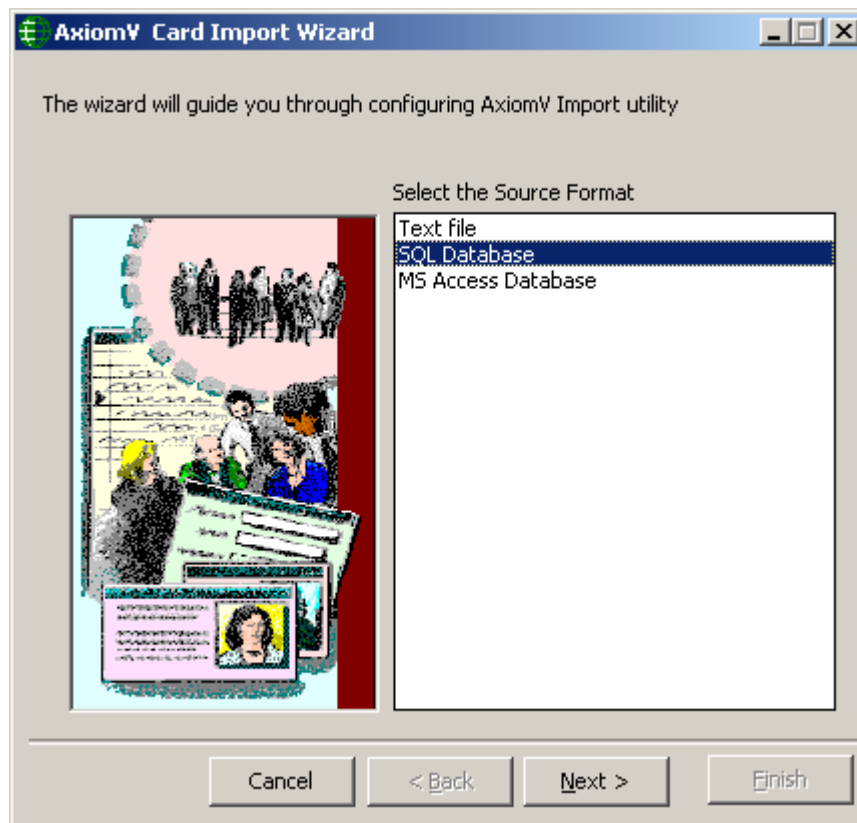 AxiomV Card Import Wizard
The wizard will guide you through configuring AxiomV Import utility
Select the Source Format
Text file
SQL Database
MS Access Database
Cancel
< Back
Next >
Finish